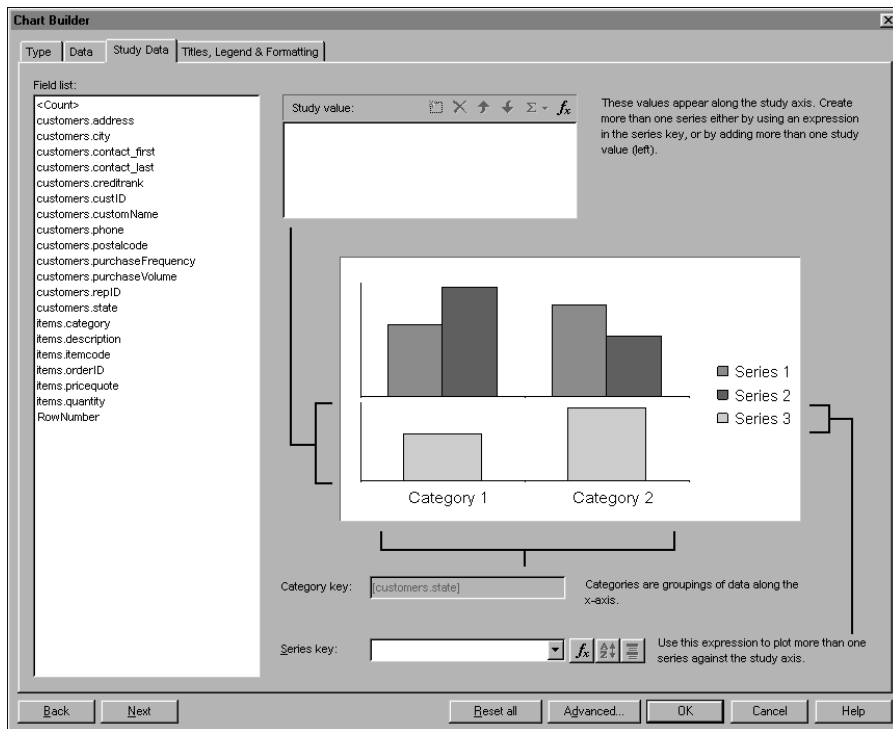 Chart Builder
Type Data Study Data Titles, Legend & Formatting
Field list:
<Count>
customers.address
customers.city
customers.contact_first
customers.contact_last
customers.creditrank
customers.custID
customers.customName
customers.phone
customers.postalcode
customers.purchaseFrequency
customers.purchaseVolume
customers.repID
customers.state
items.category
items.description
items.itemcode
items.orderID
items.pricequote
items.quantity
RowNumber
Study value:
Σ
fx
These values appear along the study axis. Create
more than one series either by using an expression
in the series key, or by adding more than one study
value (left).
Series 1
Series 2
Series 3
Category 1 Category 2
Category key: [customers.state]
Categories are groupings of data along the
x-axis.
Series key:
fx
A
Z
Use this expression to plot more than one
series against the study axis.
Back Next Reset all Advanced... OK Cancel Help